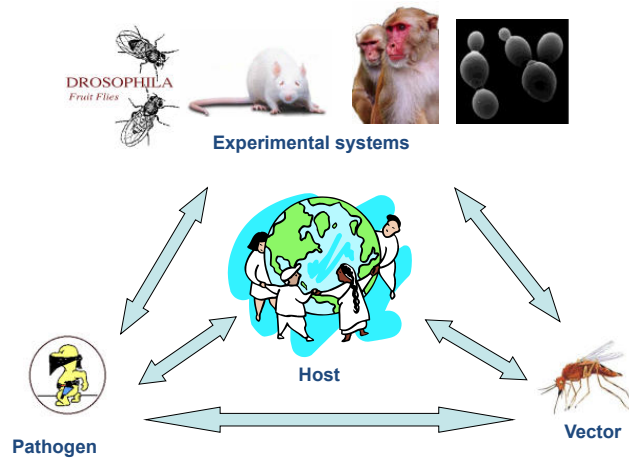 DROSOPHILA
Fruit Flies
Experimental systems
Host
Pathogen
Vector